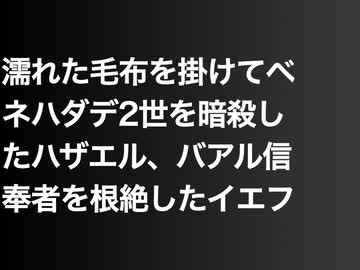 濡れた毛布を掛けてベ
ネハダデ2世を暗殺し
たハザエル、バアル信
奉者を根絶したイエフ